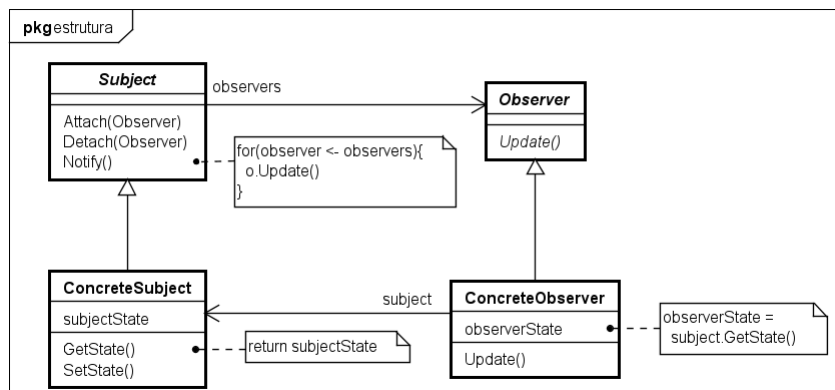 pkg estrutura
Subject
observers
Observer
Attach(Observer)
Detach(Observer)
Notify()
for(observer <- observers){
o.Update()
}
Update()
ConcreteSubject
subjectState
GetState()
SetState()
return subjectState
subject
ConcreteObserver
observerState
Update()
observerState =
subject.GetState()